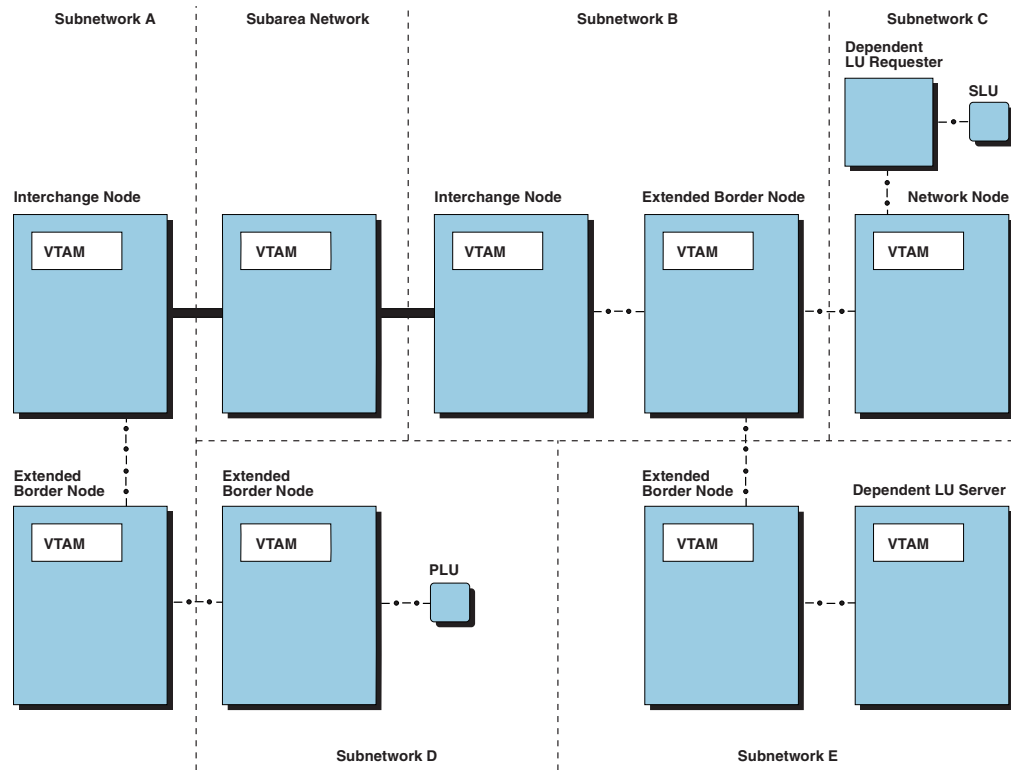 Subnetwork A
Subarea Network
Subnetwork B
Subnetwork C
Dependent
LU Requester
SLU
Interchange Node
Interchange Node
Extended Border Node
Network Node
VTAM
VTAM
VTAM
VTAM
VTAM
Extended
Border Node
Extended
Border Node
Extended
Border Node
Dependent LU Server
VTAM
VTAM
VTAM
VTAM
PLU
Subnetwork D
Subnetwork E